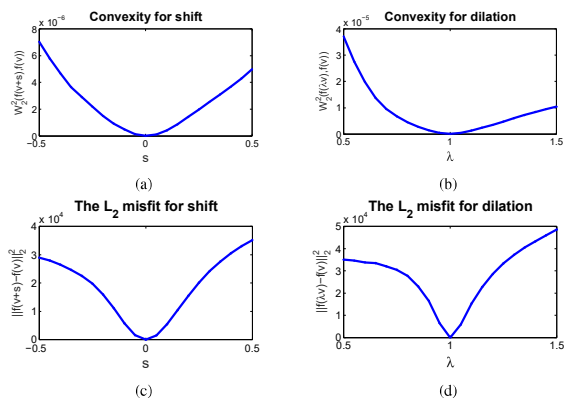 Convexity for shift
x 10⁻⁶
W₂²(f(v+s),f(v))
8
6
4
2
0
−0.5 0 0.5
s
(a)
Convexity for dilation
x 10⁻⁵
W₂²(f(λv),f(v))
4
3
2
1
0
0.5 1 1.5
λ
(b)
The L₂ misfit for shift
x 10⁴
||f(v+s)−f(v)||₂²
4
3
2
1
0
−0.5 0 0.5
s
(c)
The L₂ misfit for dilation
x 10⁴
||f(λv)−f(v)||₂²
5
4
3
2
1
0
0.5 1 1.5
λ
(d)